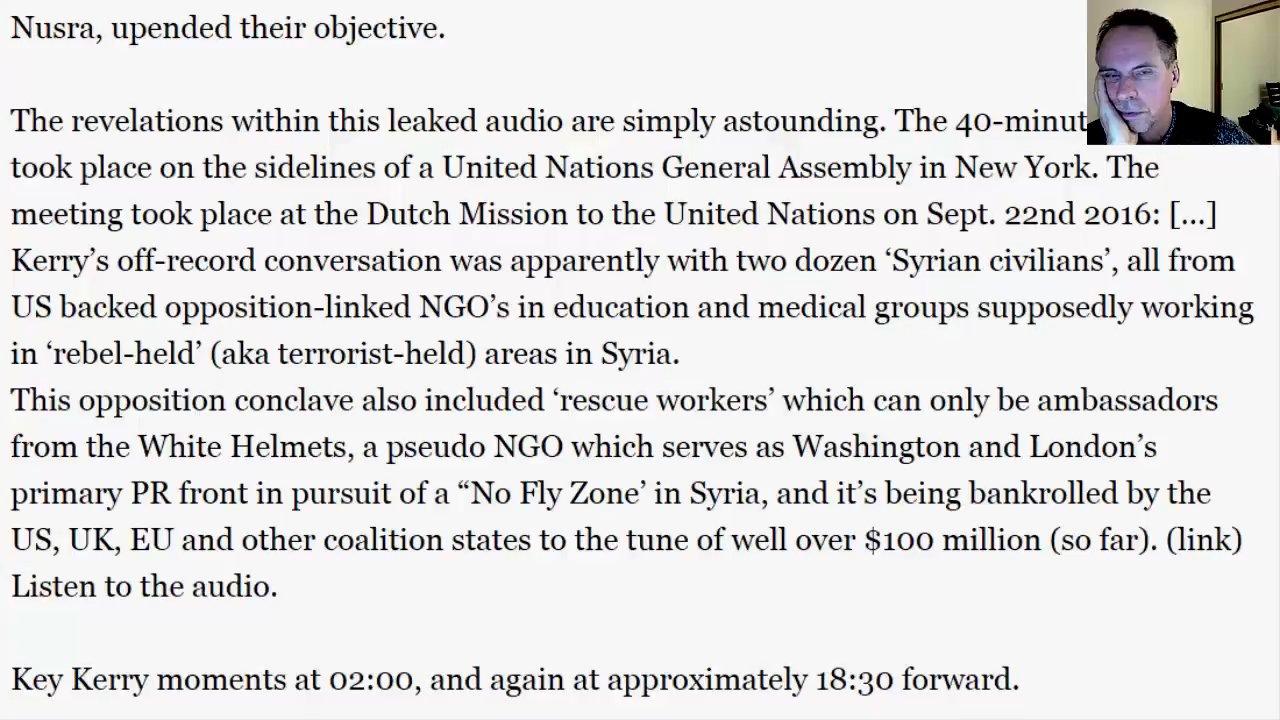 Nusra, upended their objective.
The revelations within this leaked audio are simply astounding. The 40-minut
took place on the sidelines of a United Nations General Assembly in New York. The
meeting took place at the Dutch Mission to the United Nations on Sept. 22nd 2016: […]
Kerry’s off-record conversation was apparently with two dozen ‘Syrian civilians’, all from
US backed opposition-linked NGO’s in education and medical groups supposedly working
in ‘rebel-held’ (aka terrorist-held) areas in Syria.
This opposition conclave also included ‘rescue workers’ which can only be ambassadors
from the White Helmets, a pseudo NGO which serves as Washington and London’s
primary PR front in pursuit of a “No Fly Zone’ in Syria, and it’s being bankrolled by the
US, UK, EU and other coalition states to the tune of well over $100 million (so far). (link)
Listen to the audio.
Key Kerry moments at 02:00, and again at approximately 18:30 forward.